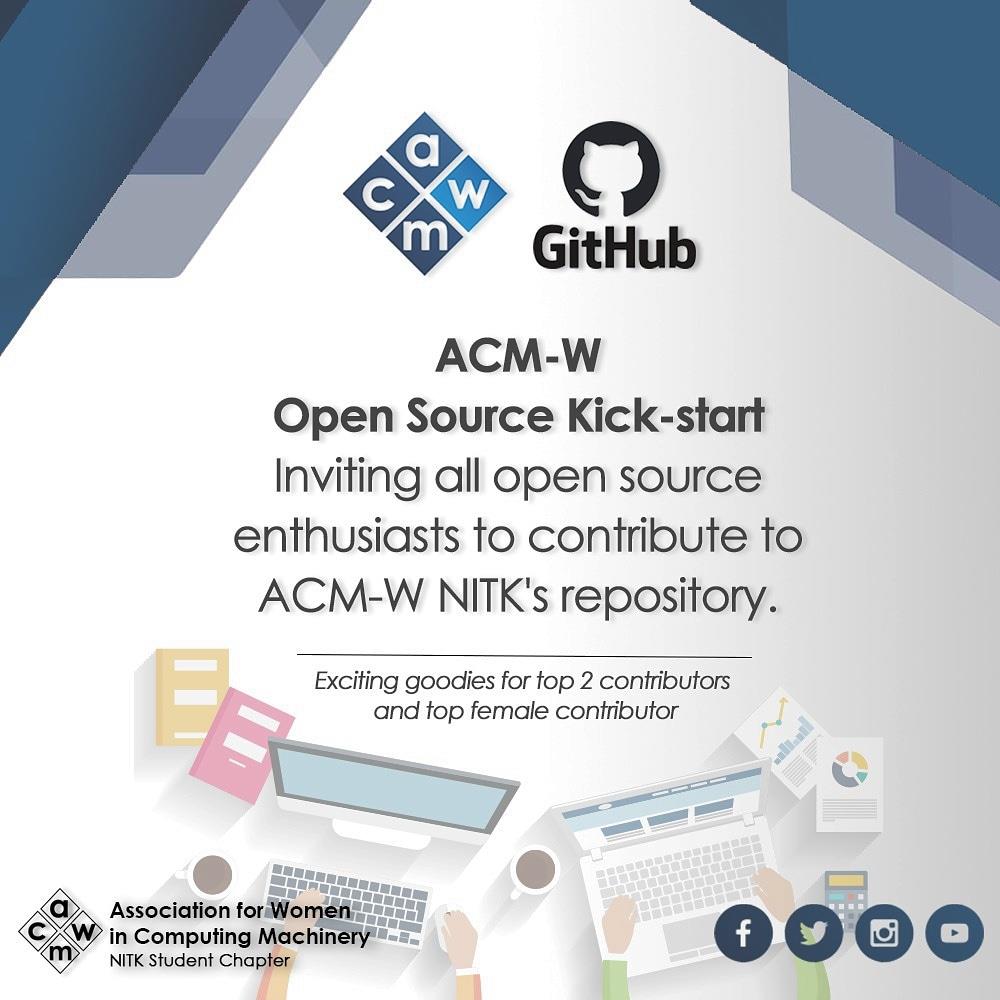 a
c w
m
GitHub
ACM-W
Open Source Kick-start
Inviting all open source
enthusiasts to contribute to
ACM-W NITK's repository.
Exciting goodies for top 2 contributors
and top female contributor
a
c w
m
Association for Women
in Computing Machinery
NITK Student Chapter
f